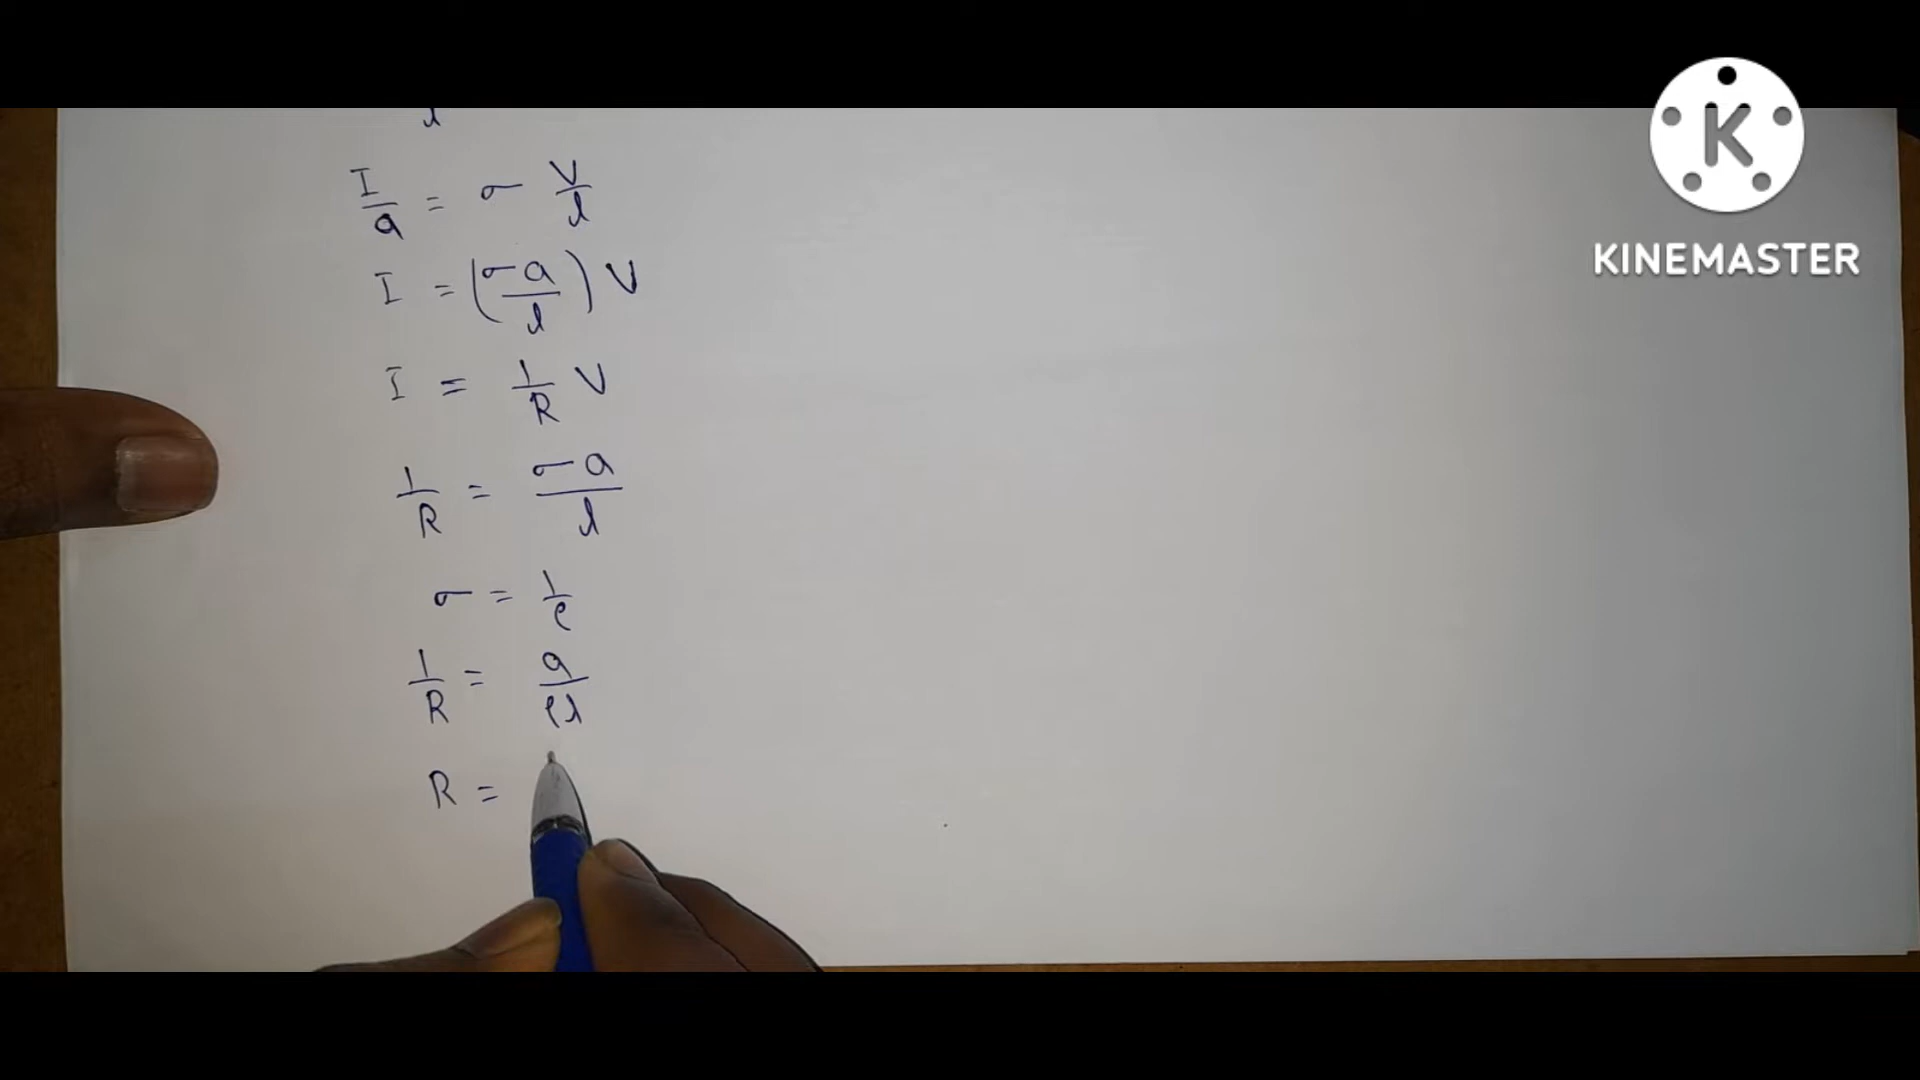 l
I/a = σ V/l
I = (σa/l) V
I = 1/R V
1/R = σa/l
σ = 1/ρ
1/R = a/ρl
R =
K
KINEMASTER